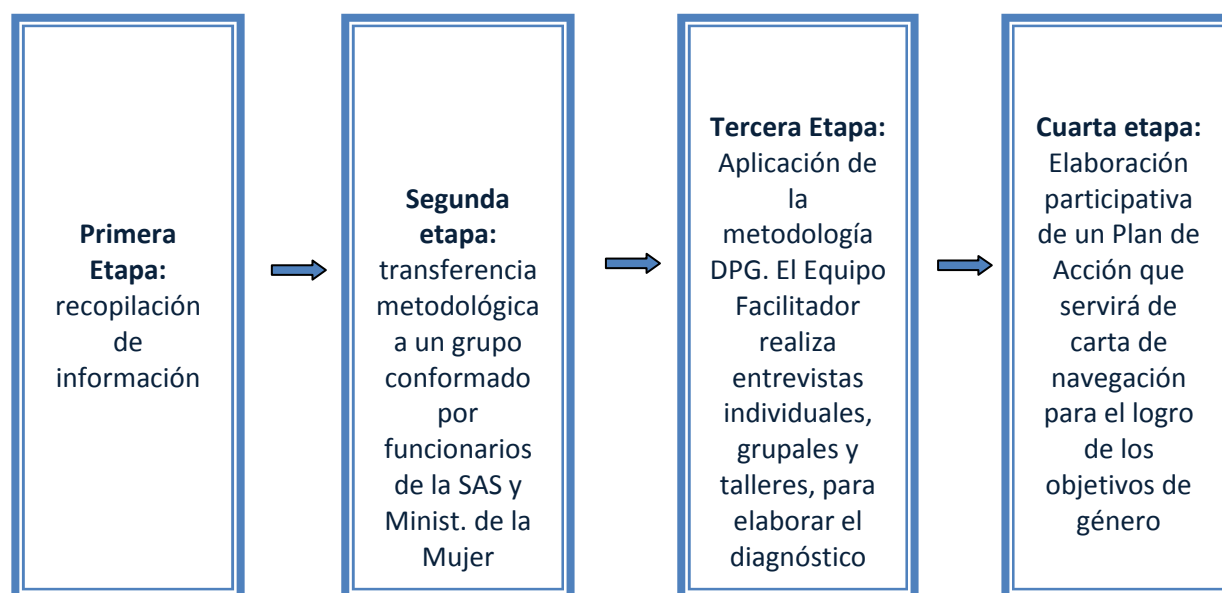 Primera
Etapa:
recopilación
de
información
Segunda
etapa:
transferencia
metodológica
a un grupo
conformado
por
funcionarios
de la SAS y
Minist. de la
Mujer
Tercera Etapa:
Aplicación de
la
metodología
DPG. El Equipo
Facilitador
realiza
entrevistas
individuales,
grupales y
talleres, para
elaborar el
diagnóstico
Cuarta etapa:
Elaboración
participativa
de un Plan de
Acción que
servirá de
carta de
navegación
para el logro
de los
objetivos de
género